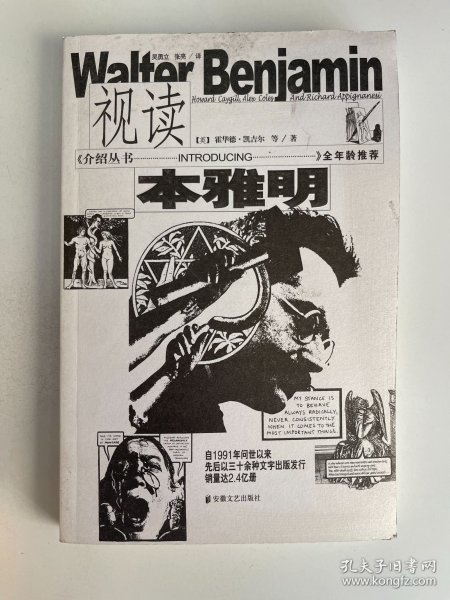 吴勇立 张亮/译
Walter Benjamin
Howard Caygill, Alex Coles And Richard Appignanesi
视读
[美] 霍华德·凯吉尔 等/著
《介绍丛书 INTRODUCING 》全年龄推荐
本雅明
MY STANCE IS
TO BEHAVE
ALWAYS RADICALLY,
NEVER CONSISTENTLY
WHEN IT COMES TO THE
MOST IMPORTANT THINGS.
自1991年问世以来
先后以三十余种文字出版发行
销量达2.4亿册
安徽文艺出版社
孔夫子旧书网
www.kongfz.com